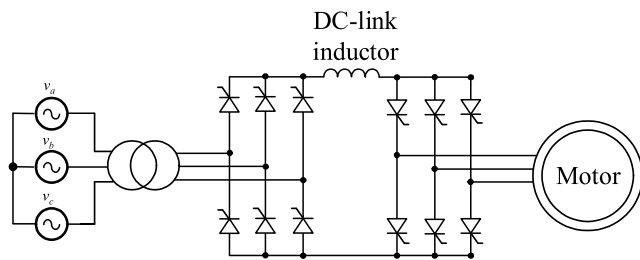 DC-link
inductor
va
vb
vc
Motor